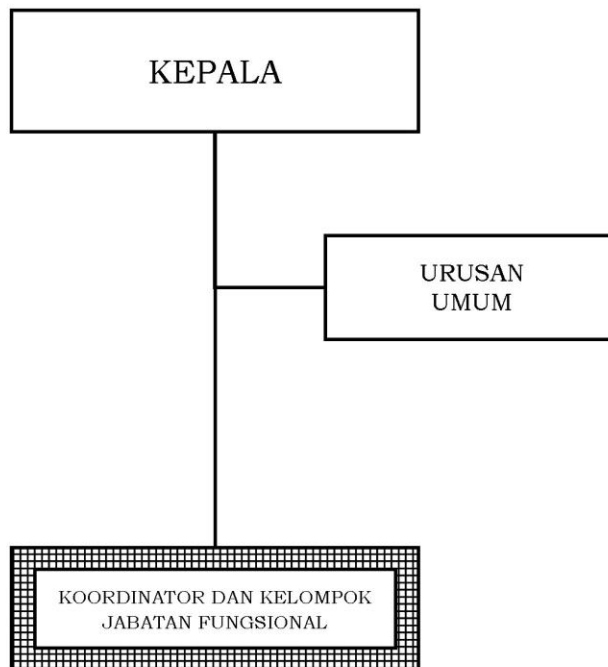 KEPALA
URUSAN
UMUM
KOORDINATOR DAN KELOMPOK
JABATAN FUNGSIONAL